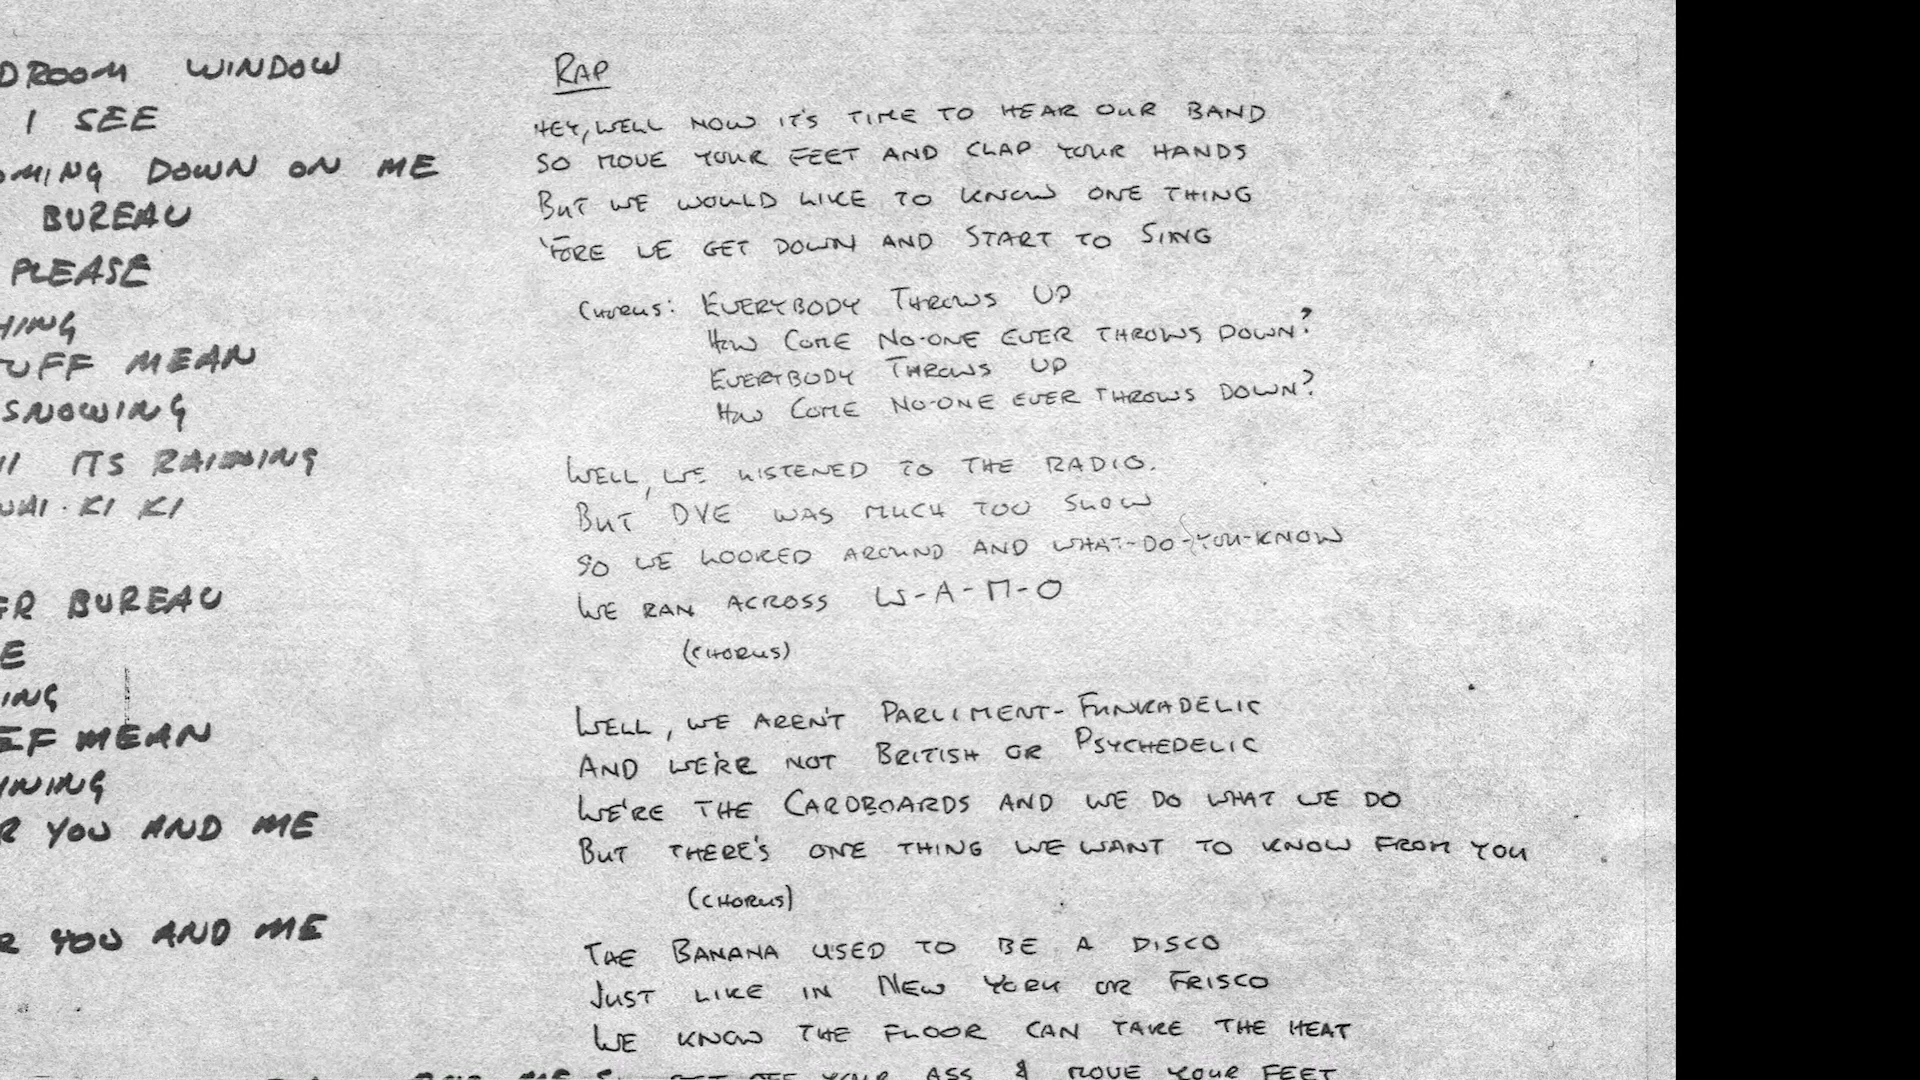 DROOM WINDOW
I SEE
OMING DOWN ON ME
BUREAU
PLEASE
HING
UFF MEAN
SNOWING
ITS RAINING
WAI·KI KI
ER BUREAU
E
ING
EF MEAN
INING
R YOU AND ME
R YOU AND ME
RAP
HEY, WELL NOW IT'S TIME TO HEAR OUR BAND
SO MOVE YOUR FEET AND CLAP YOUR HANDS
BUT WE WOULD LIKE TO KNOW ONE THING
'FORE WE GET DOWN AND START TO SING
CHORUS: EVERYBODY THROWS UP
HOW COME NO-ONE EVER THROWS DOWN?
EVERYBODY THROWS UP
HOW COME NO-ONE EVER THROWS DOWN?
WELL, WE LISTENED TO THE RADIO.
BUT DVE WAS MUCH TOO SLOW
SO WE LOOKED AROUND AND WHAT-DO-YOU-KNOW
WE RAN ACROSS W-A-M-O
(CHORUS)
WELL, WE AREN'T PARLIMENT-FUNKADELIC
AND WE'RE NOT BRITISH OR PSYCHEDELIC
WE'RE THE CARDBOARDS AND WE DO WHAT WE DO
BUT THERE'S ONE THING WE WANT TO KNOW FROM YOU
(CHORUS)
THE BANANA USED TO BE A DISCO
JUST LIKE IN NEW YORK OR FRISCO
WE KNOW THE FLOOR CAN TAKE THE HEAT
YOUR ASS & MOVE YOUR FEET